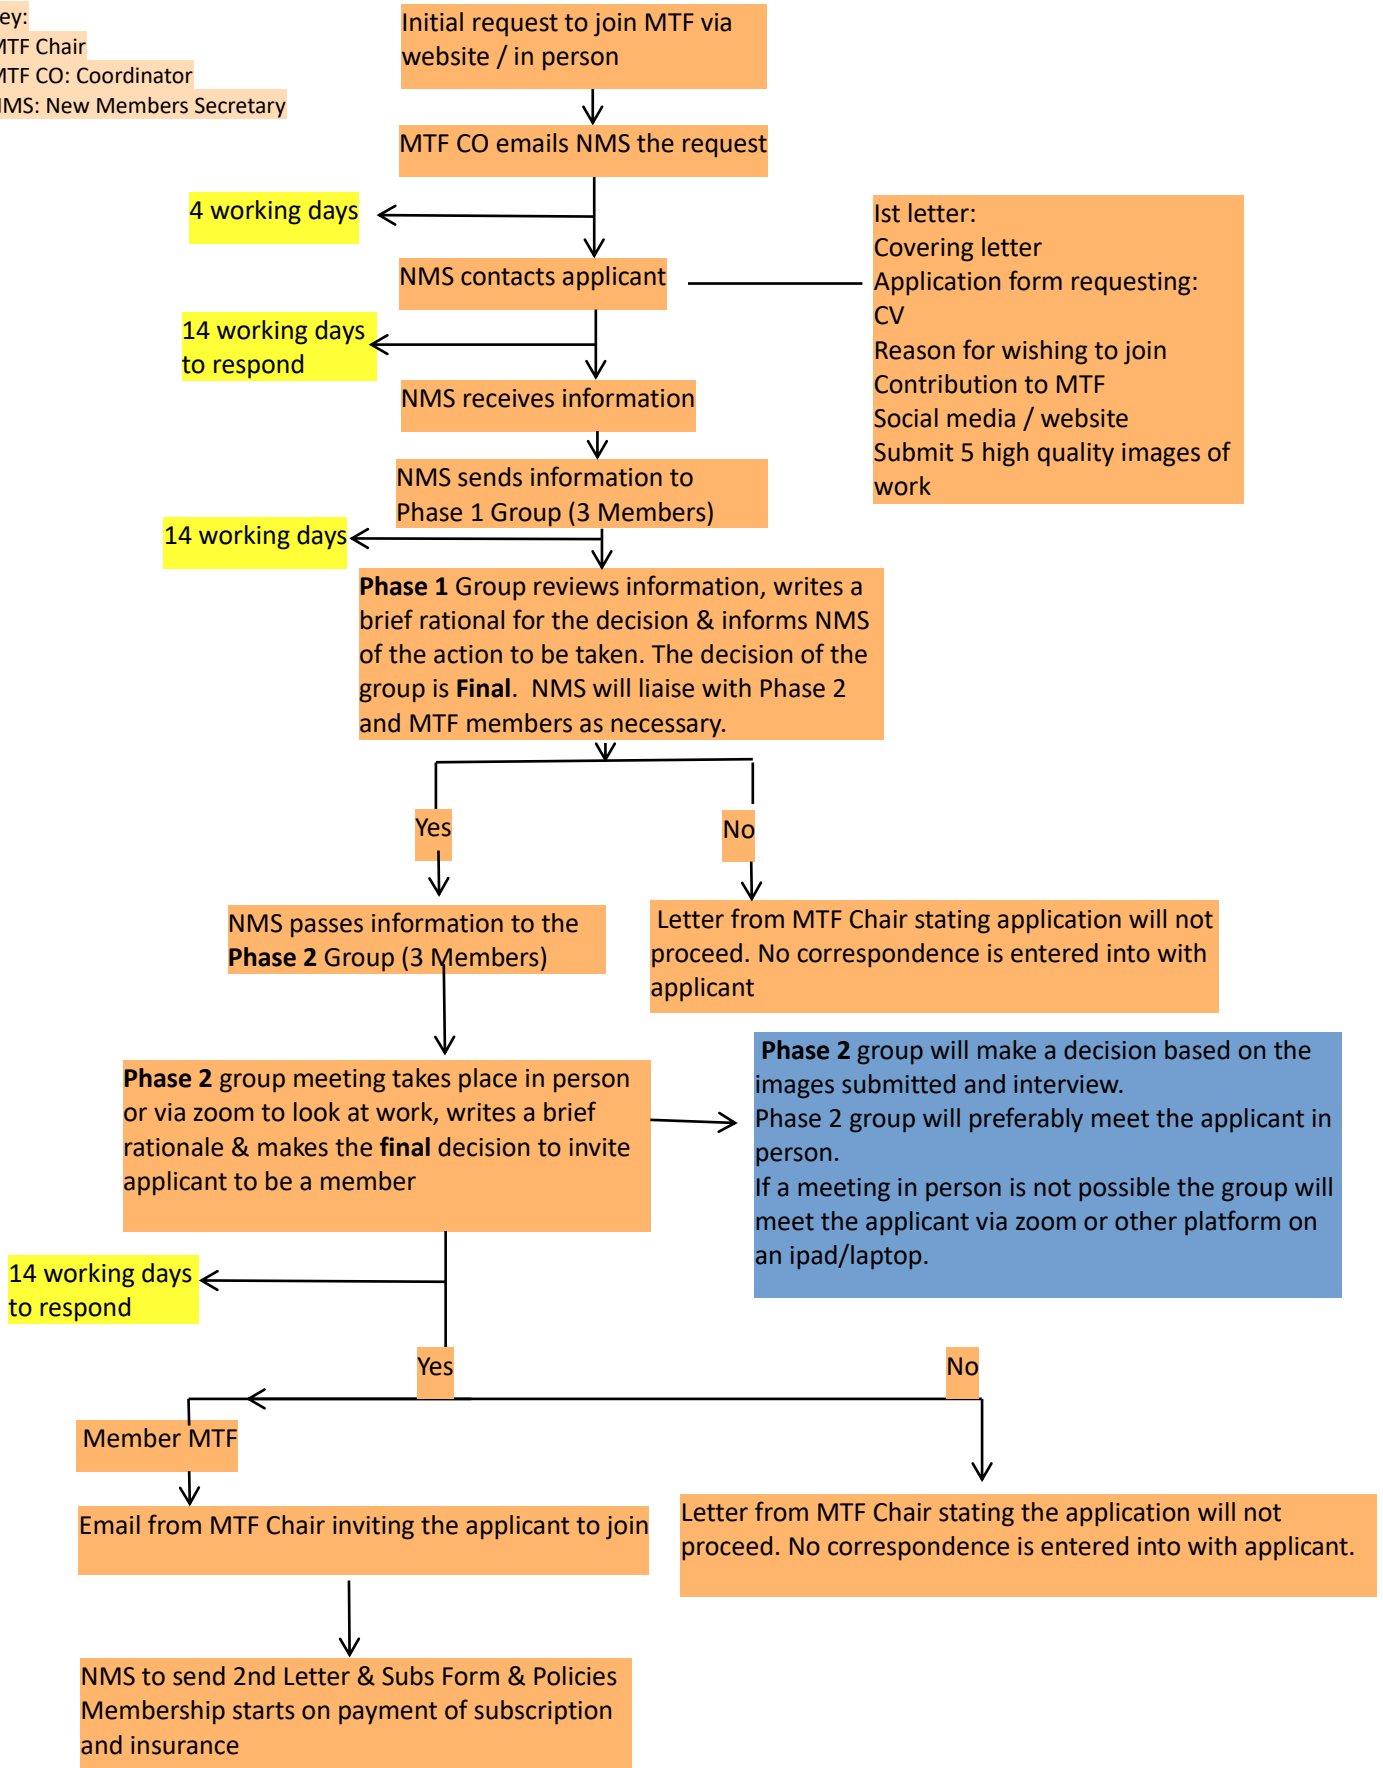 ey:
MTF Chair
MTF CO: Coordinator
NMS: New Members Secretary
Initial request to join MTF via
website / in person
MTF CO emails NMS the request
4 working days
NMS contacts applicant
Ist letter:
Covering letter
Application form requesting:
CV
Reason for wishing to join
Contribution to MTF
Social media / website
Submit 5 high quality images of
work
14 working days
to respond
NMS receives information
NMS sends information to
Phase 1 Group (3 Members)
14 working days
Phase 1 Group reviews information, writes a
brief rational for the decision & informs NMS
of the action to be taken. The decision of the
group is Final.  NMS will liaise with Phase 2
and MTF members as necessary.
Yes
No
NMS passes information to the
Phase 2 Group (3 Members)
Letter from MTF Chair stating application will not
proceed. No correspondence is entered into with
applicant
Phase 2 group meeting takes place in person
or via zoom to look at work, writes a brief
rationale & makes the final decision to invite
applicant to be a member
Phase 2 group will make a decision based on the
images submitted and interview.
Phase 2 group will preferably meet the applicant in
person.
If a meeting in person is not possible the group will
meet the applicant via zoom or other platform on
an ipad/laptop.
14 working days
to respond
Yes
No
Member MTF
Email from MTF Chair inviting the applicant to join
Letter from MTF Chair stating the application will not
proceed. No correspondence is entered into with applicant.
NMS to send 2nd Letter & Subs Form & Policies
Membership starts on payment of subscription
and insurance